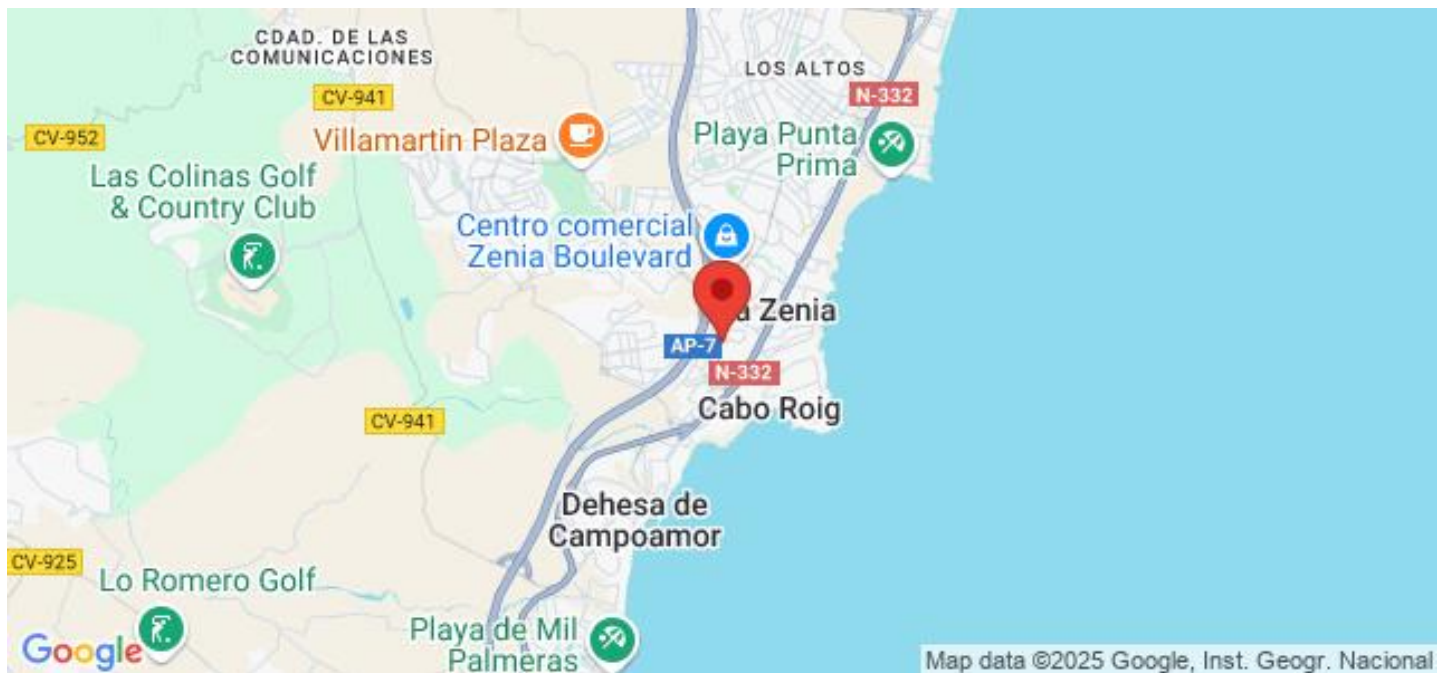 CDAD. DE LAS
COMUNICACIONES
LOS ALTOS
CV-941
N-332
CV-952
Villamartin Plaza
Playa Punta
Prima
Las Colinas Golf
& Country Club
Centro comercial
Zenia Boulevard
a Zenia
AP-7
N-332
Cabo Roig
CV-941
Dehesa de
Campoamor
CV-925
Lo Romero Golf
Playa de Mil
Palmeras
Google
Map data ©2025 Google, Inst. Geogr. Nacional